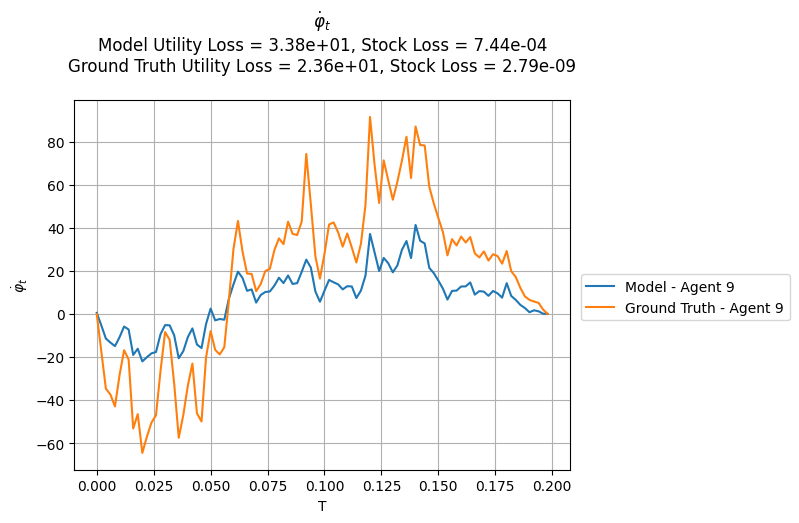 φ̇ₜ
Model Utility Loss = 3.38e+01, Stock Loss = 7.44e-04
Ground Truth Utility Loss = 2.36e+01, Stock Loss = 2.79e-09
80
60
40
20
0
−20
−40
−60
φ̇ₜ
0.000 0.025 0.050 0.075 0.100 0.125 0.150 0.175 0.200
T
Model - Agent 9
Ground Truth - Agent 9